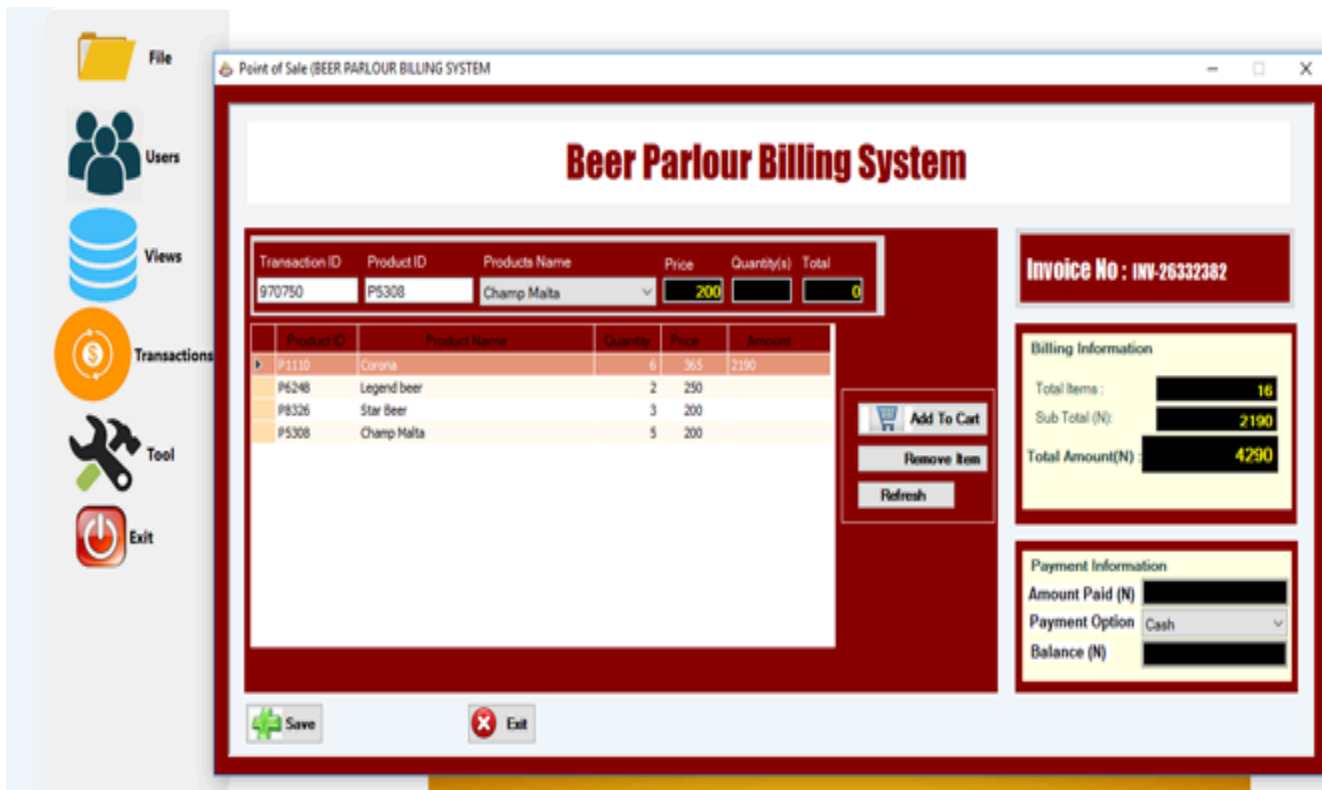 File
Users
Views
Transactions
Tool
Exit
Point of Sale (BEER PARLOUR BILLING SYSTEM
Beer Parlour Billing System
Transaction ID Product ID Products Name Price Quantity(s) Total
970750 P5308 Champ Malta 200 0
Product ID Product Name Quantity Price Amount
P1110 Corona 6 365 2190
P6248 Legend beer 2 250
P8326 Star Beer 3 200
P5308 Champ Malta 5 200
Add To Cart
Remove Item
Refresh
Invoice No : INV-26332382
Billing Information
Total Items : 16
Sub Total (N): 2190
Total Amount(N) : 4290
Payment Information
Amount Paid (N)
Payment Option Cash
Balance (N)
Save
Exit